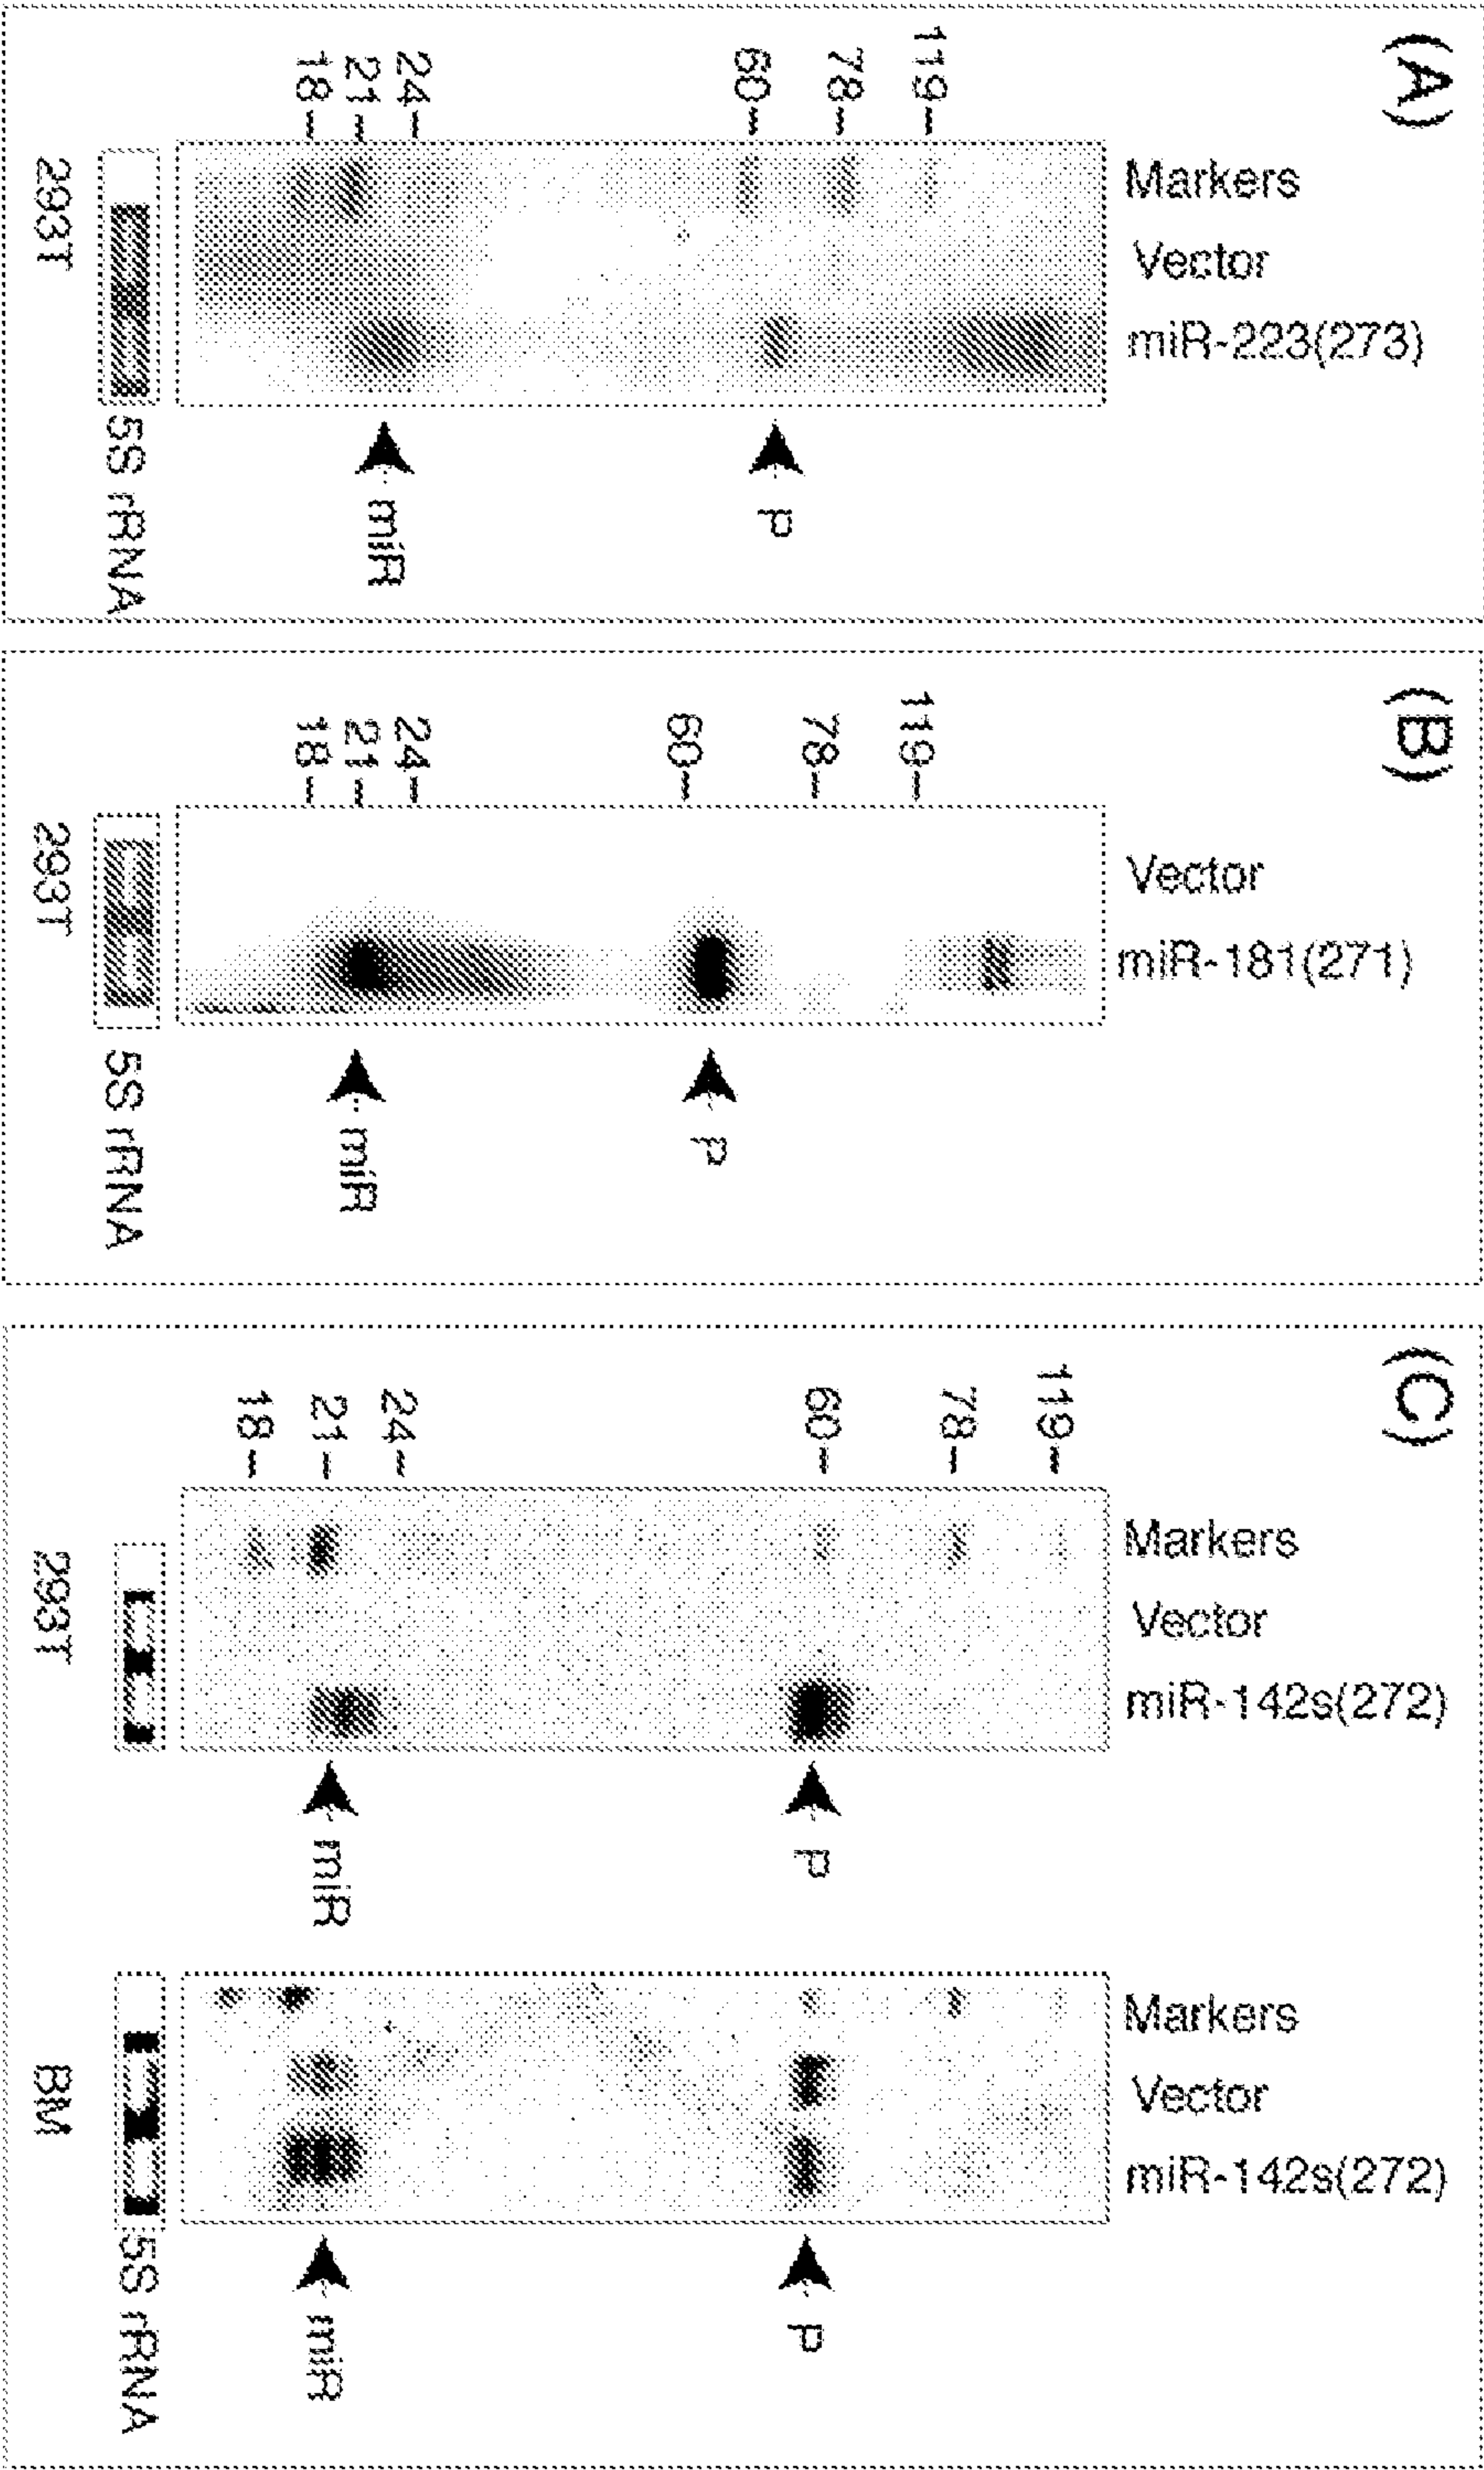 (A)
Markers
Vector
miR-223(273)
119-
78-
60-
24-
21-
18-
P
miR
5S rRNA
293T
(B)
Vector
miR-181(271)
119-
78-
60-
24-
21-
18-
P
miR
5S rRNA
293T
(C)
Markers
Vector
miR-142s(272)
119-
78-
60-
24-
21-
18-
P
miR
293T
Markers
Vector
miR-142s(272)
P
miR
5S rRNA
BM